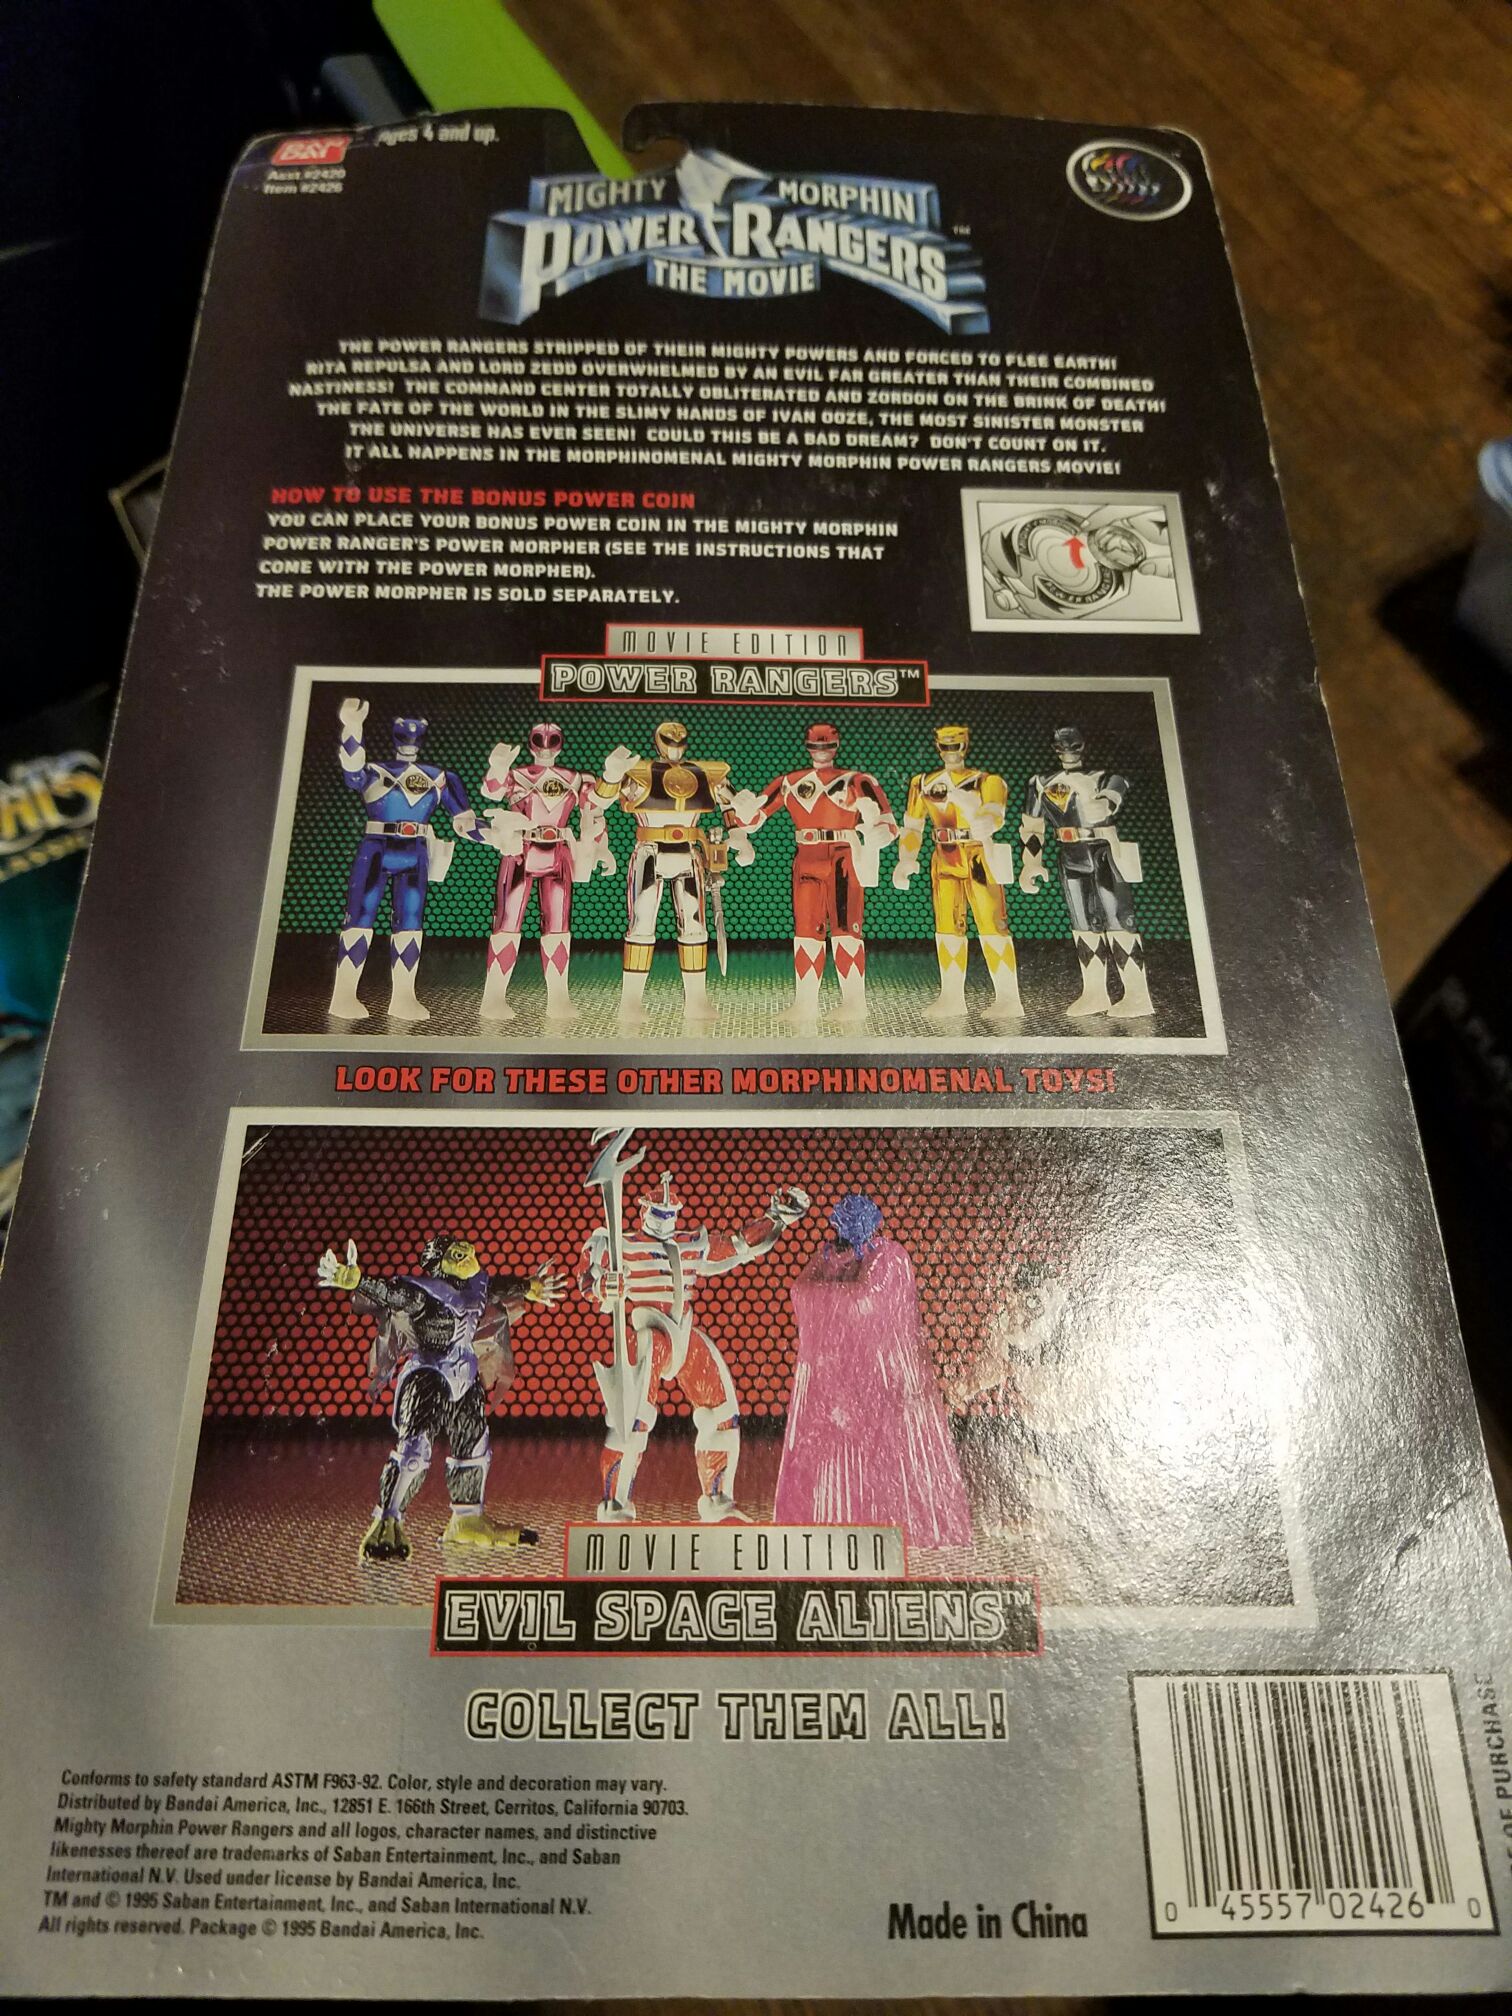 BAN
Ages 4 and up.
Asst.#2420
Item #2426
MIGHTY MORPHIN
POWER RANGERS™
THE MOVIE
THE POWER RANGERS STRIPPED OF THEIR MIGHTY POWERS AND FORCED TO FLEE EARTH!
RITA REPULSA AND LORD ZEDD OVERWHELMED BY AN EVIL FAR GREATER THAN THEIR COMBINED
NASTINESS! THE COMMAND CENTER TOTALLY OBLITERATED AND ZORDON ON THE BRINK OF DEATH!
THE FATE OF THE WORLD IN THE SLIMY HANDS OF IVAN OOZE, THE MOST SINISTER MONSTER
THE UNIVERSE HAS EVER SEEN! COULD THIS BE A BAD DREAM? DON'T COUNT ON IT.
IT ALL HAPPENS IN THE MORPHINOMENAL MIGHTY MORPHIN POWER RANGERS MOVIE!
HOW TO USE THE BONUS POWER COIN
YOU CAN PLACE YOUR BONUS POWER COIN IN THE MIGHTY MORPHIN
POWER RANGER'S POWER MORPHER (SEE THE INSTRUCTIONS THAT
COME WITH THE POWER MORPHER).
THE POWER MORPHER IS SOLD SEPARATELY.
MOVIE EDITION
POWER RANGERS™
LOOK FOR THESE OTHER MORPHINOMENAL TOYS!
MOVIE EDITION
EVIL SPACE ALIENS™
COLLECT THEM ALL!
Conforms to safety standard ASTM F963-92. Color, style and decoration may vary.
Distributed by Bandai America, Inc., 12851 E. 166th Street, Cerritos, California 90703.
Mighty Morphin Power Rangers and all logos, character names, and distinctive
likenesses thereof are trademarks of Saban Entertainment, Inc., and Saban
International N.V. Used under license by Bandai America, Inc.
TM and © 1995 Saban Entertainment, Inc., and Saban International N.V.
All rights reserved. Package © 1995 Bandai America, Inc.
Made in China
0 45557 02426 0
OF PURCHASE